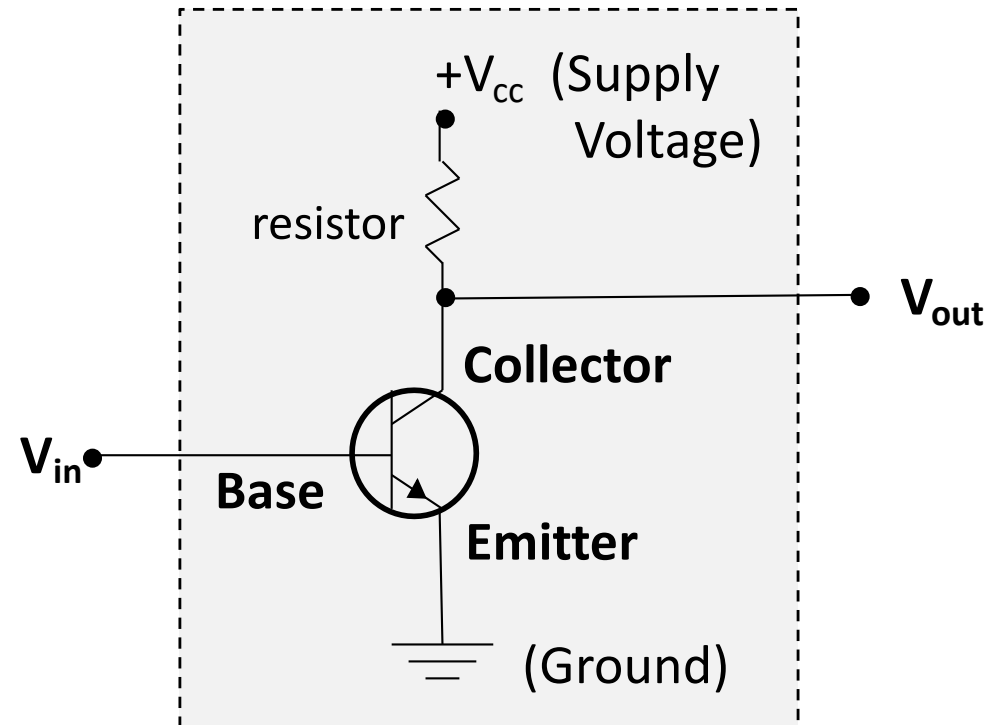 +Vcc (Supply
Voltage)
resistor
Vout
Collector
Vin
Base
Emitter
(Ground)